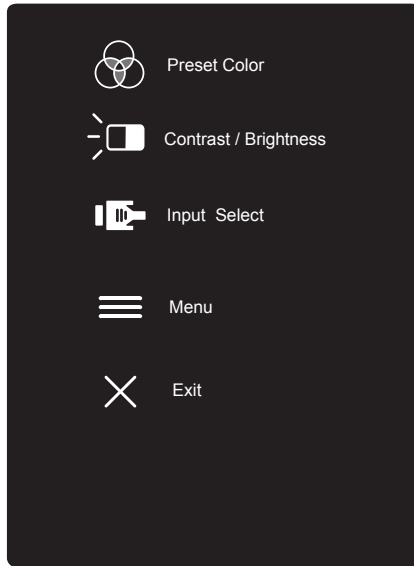 Preset Color
Contrast / Brightness
Input Select
Menu
Exit